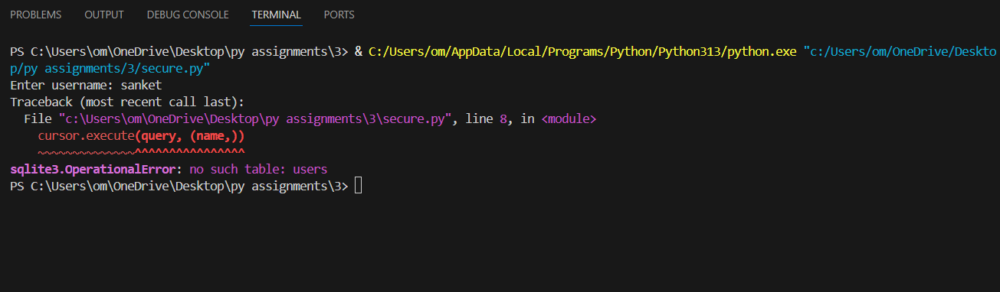 PROBLEMS OUTPUT DEBUG CONSOLE TERMINAL PORTS
PS C:\Users\om\OneDrive\Desktop\py assignments\3> & C:/Users/om/AppData/Local/Programs/Python/Python313/python.exe "c:/Users/om/OneDrive/Deskto
p/py assignments/3/secure.py"
Enter username: sanket
Traceback (most recent call last):
  File "c:\Users\om\OneDrive\Desktop\py assignments\3\secure.py", line 8, in <module>
    cursor.execute(query, (name,))
    ~~~~~~~~~~~~~~^^^^^^^^^^^^^^^^
sqlite3.OperationalError: no such table: users
PS C:\Users\om\OneDrive\Desktop\py assignments\3>